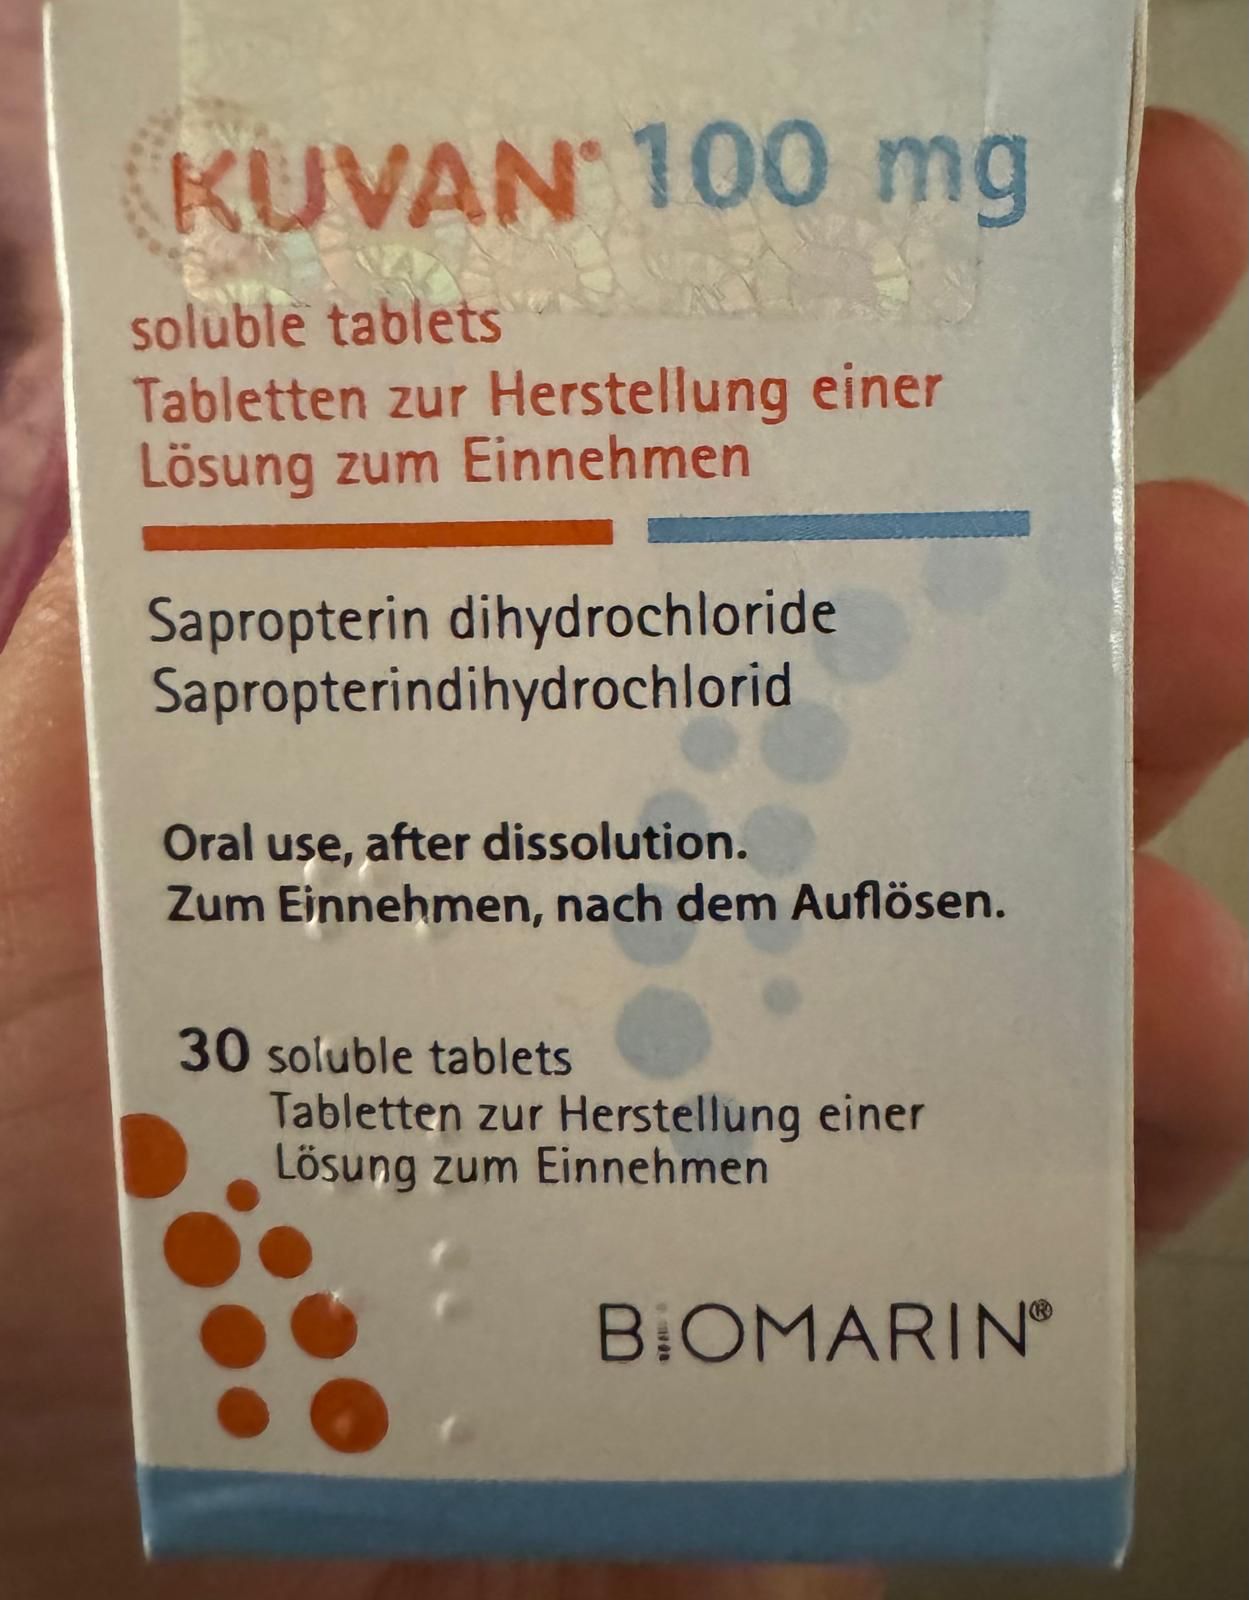 KUVAN® 100 mg
soluble tablets
Tabletten zur Herstellung einer
Lösung zum Einnehmen
Sapropterin dihydrochloride
Sapropterindihydrochlorid
Oral use, after dissolution.
Zum Einnehmen, nach dem Auflösen.
30 soluble tablets
Tabletten zur Herstellung einer
Lösung zum Einnehmen
BIOMARIN®